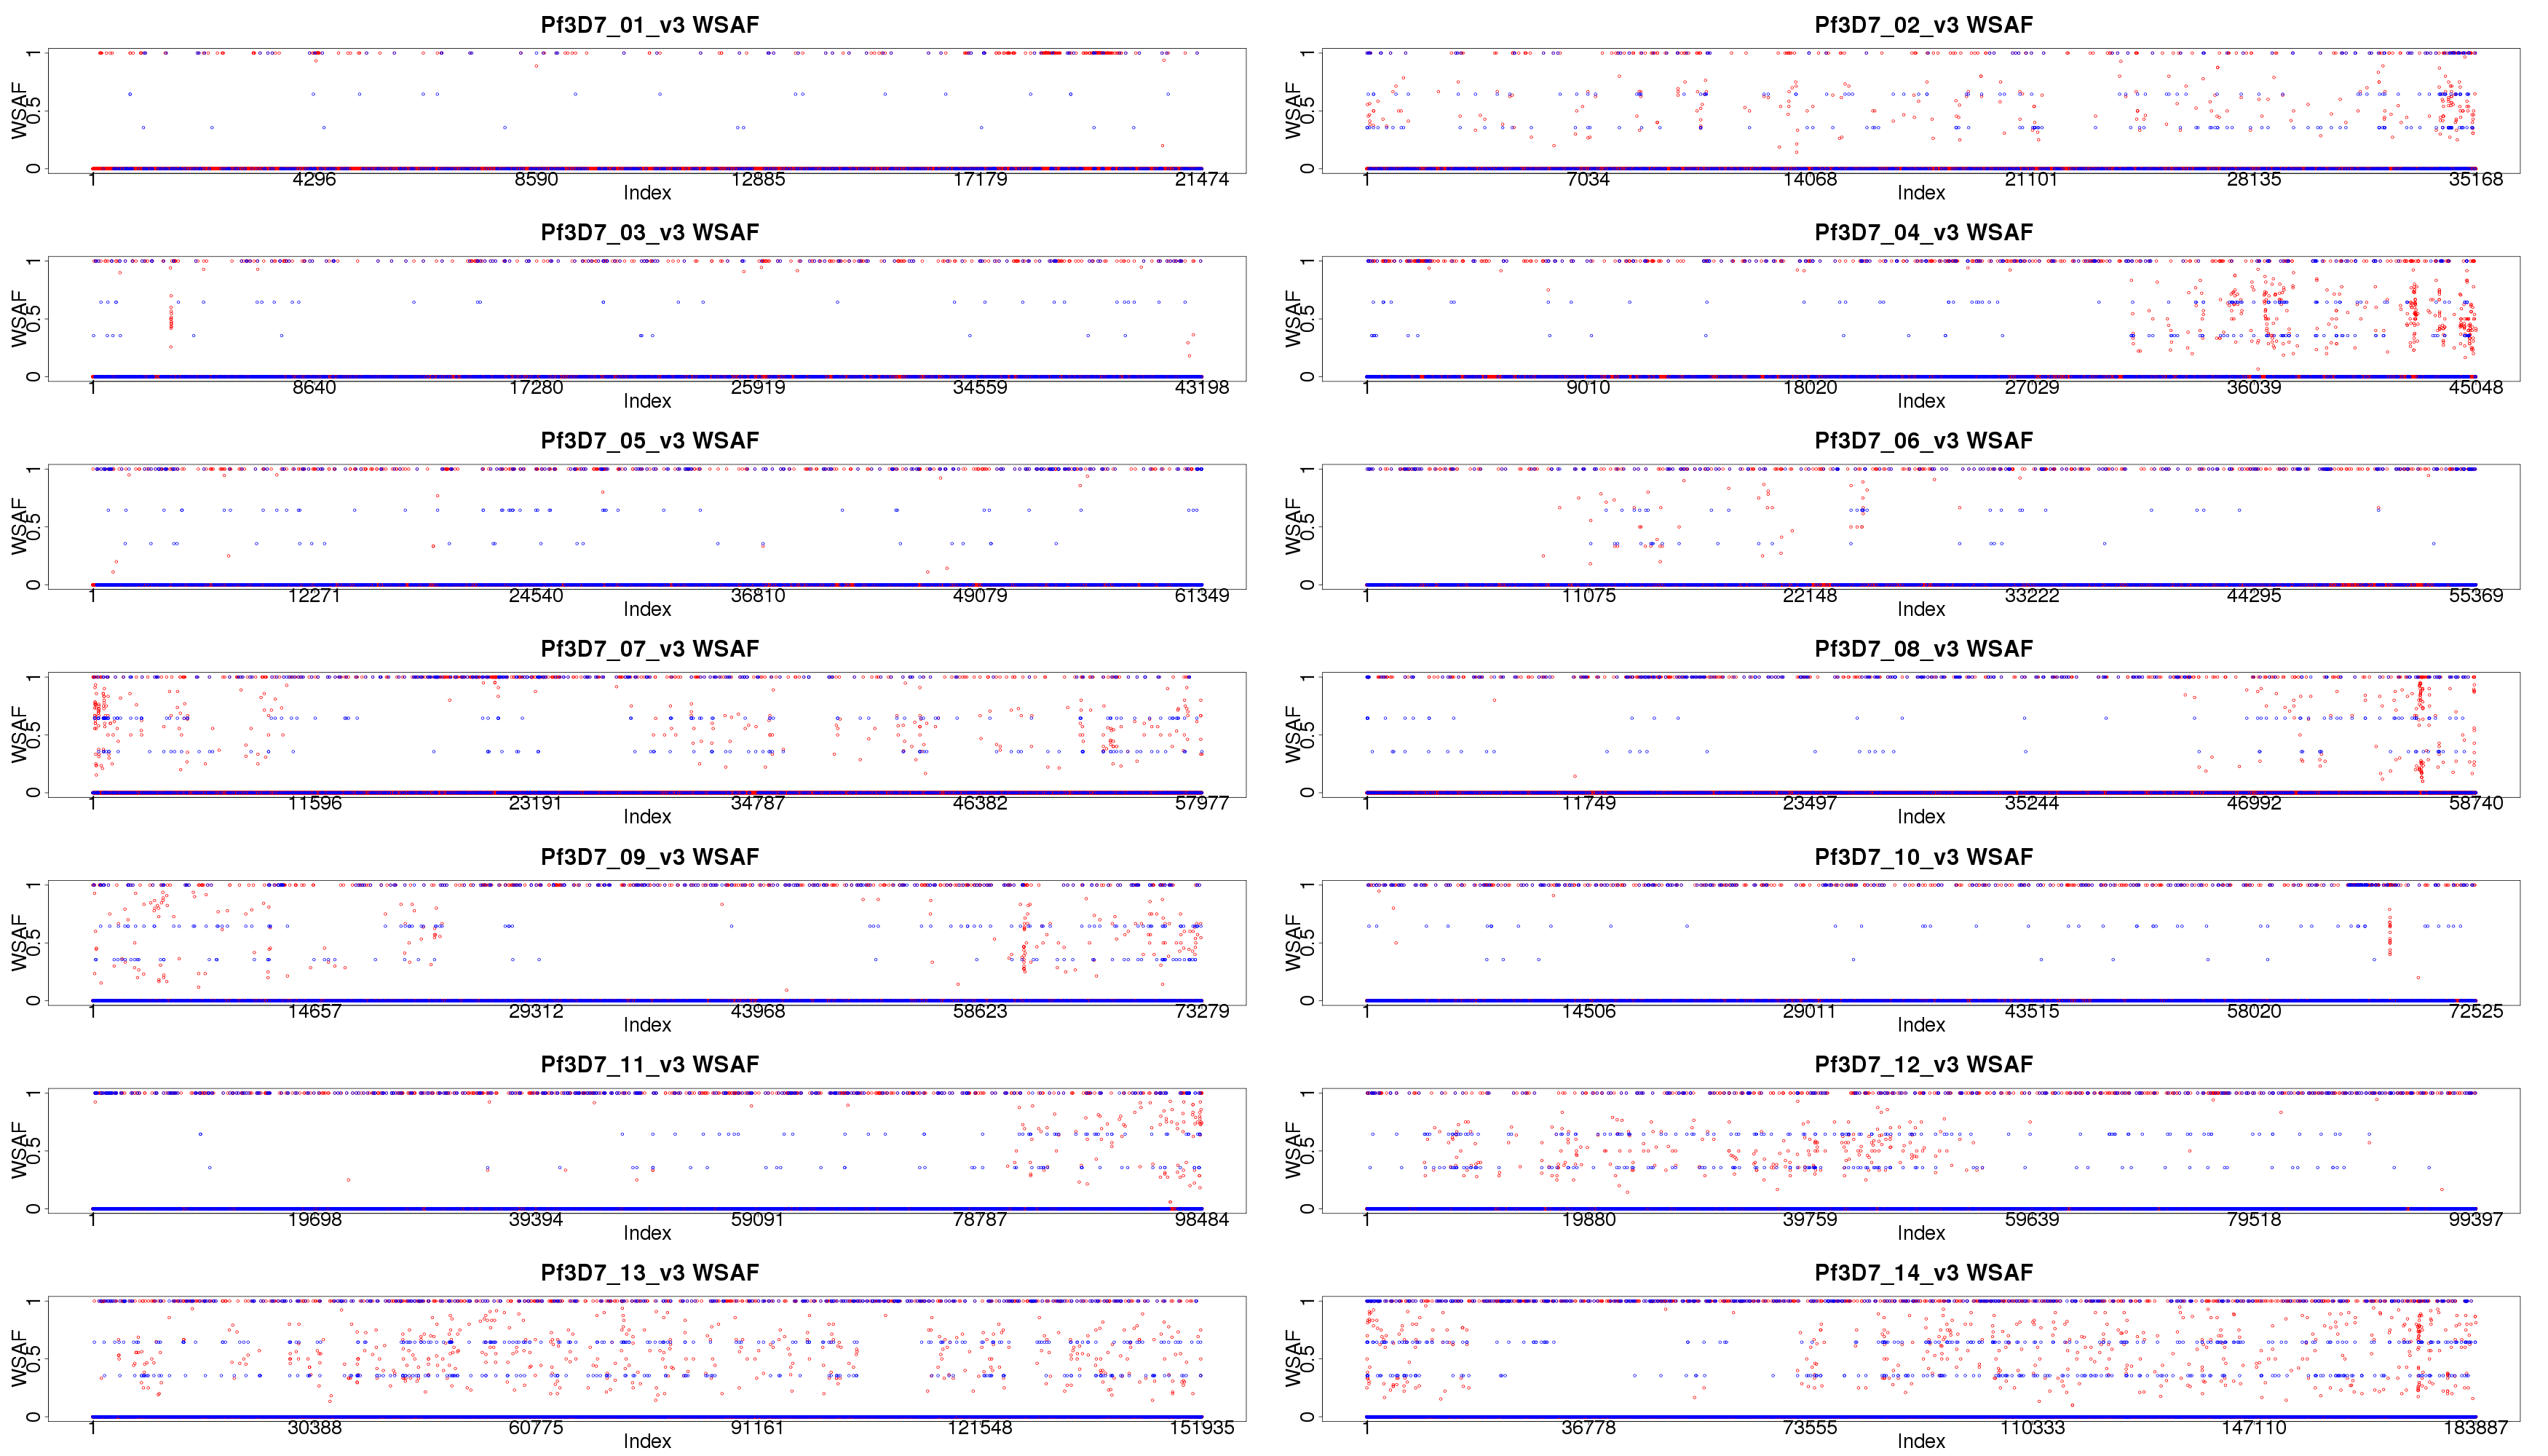 Pf3D7_01_v3 WSAF
WSAF
0 0.5 1
1 4296 8590 12885 17179 21474
Index
Pf3D7_02_v3 WSAF
WSAF
0 0.5 1
1 7034 14068 21101 28135 35168
Index
Pf3D7_03_v3 WSAF
WSAF
0 0.5 1
1 8640 17280 25919 34559 43198
Index
Pf3D7_04_v3 WSAF
WSAF
0 0.5 1
1 9010 18020 27029 36039 45048
Index
Pf3D7_05_v3 WSAF
WSAF
0 0.5 1
1 12271 24540 36810 49079 61349
Index
Pf3D7_06_v3 WSAF
WSAF
0 0.5 1
1 11075 22148 33222 44295 55369
Index
Pf3D7_07_v3 WSAF
WSAF
0 0.5 1
1 11596 23191 34787 46382 57977
Index
Pf3D7_08_v3 WSAF
WSAF
0 0.5 1
1 11749 23497 35244 46992 58740
Index
Pf3D7_09_v3 WSAF
WSAF
0 0.5 1
1 14657 29312 43968 58623 73279
Index
Pf3D7_10_v3 WSAF
WSAF
0 0.5 1
1 14506 29011 43515 58020 72525
Index
Pf3D7_11_v3 WSAF
WSAF
0 0.5 1
1 19698 39394 59091 78787 98484
Index
Pf3D7_12_v3 WSAF
WSAF
0 0.5 1
1 19880 39759 59639 79518 99397
Index
Pf3D7_13_v3 WSAF
WSAF
0 0.5 1
1 30388 60775 91161 121548 151935
Index
Pf3D7_14_v3 WSAF
WSAF
0 0.5 1
1 36778 73555 110333 147110 183887
Index